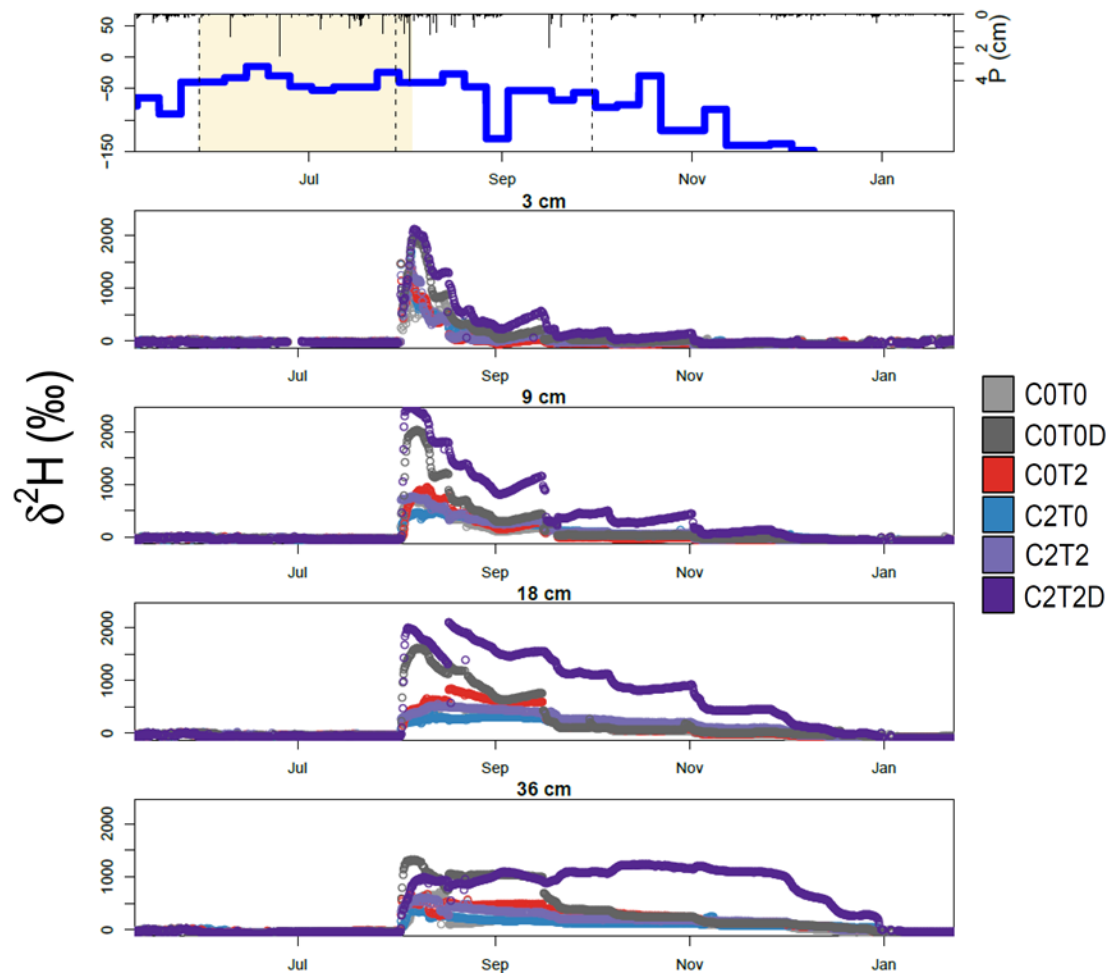 50
0
−50
−150
0
2
4
P (cm)
Jul
Sep
Nov
Jan
3 cm
2000
1000
0
Jul
Sep
Nov
Jan
9 cm
2000
1000
0
Jul
Sep
Nov
Jan
18 cm
2000
1000
0
Jul
Sep
Nov
Jan
36 cm
2000
1000
0
Jul
Sep
Nov
Jan
δ²H (‰)
C0T0
C0T0D
C0T2
C2T0
C2T2
C2T2D